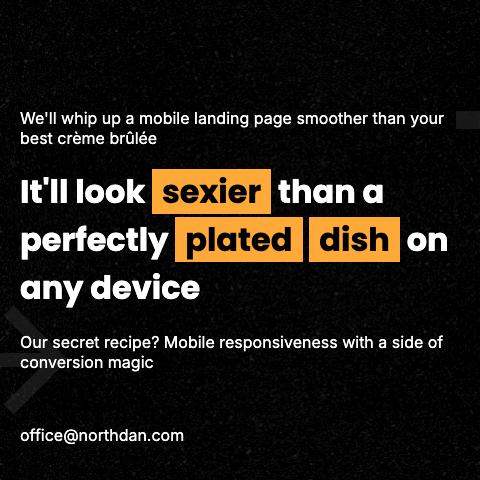 We'll whip up a mobile landing page smoother than your
best crème brûlée
It'll look sexier than a
perfectly plated dish on
any device
Our secret recipe? Mobile responsiveness with a side of
conversion magic
office@northdan.com